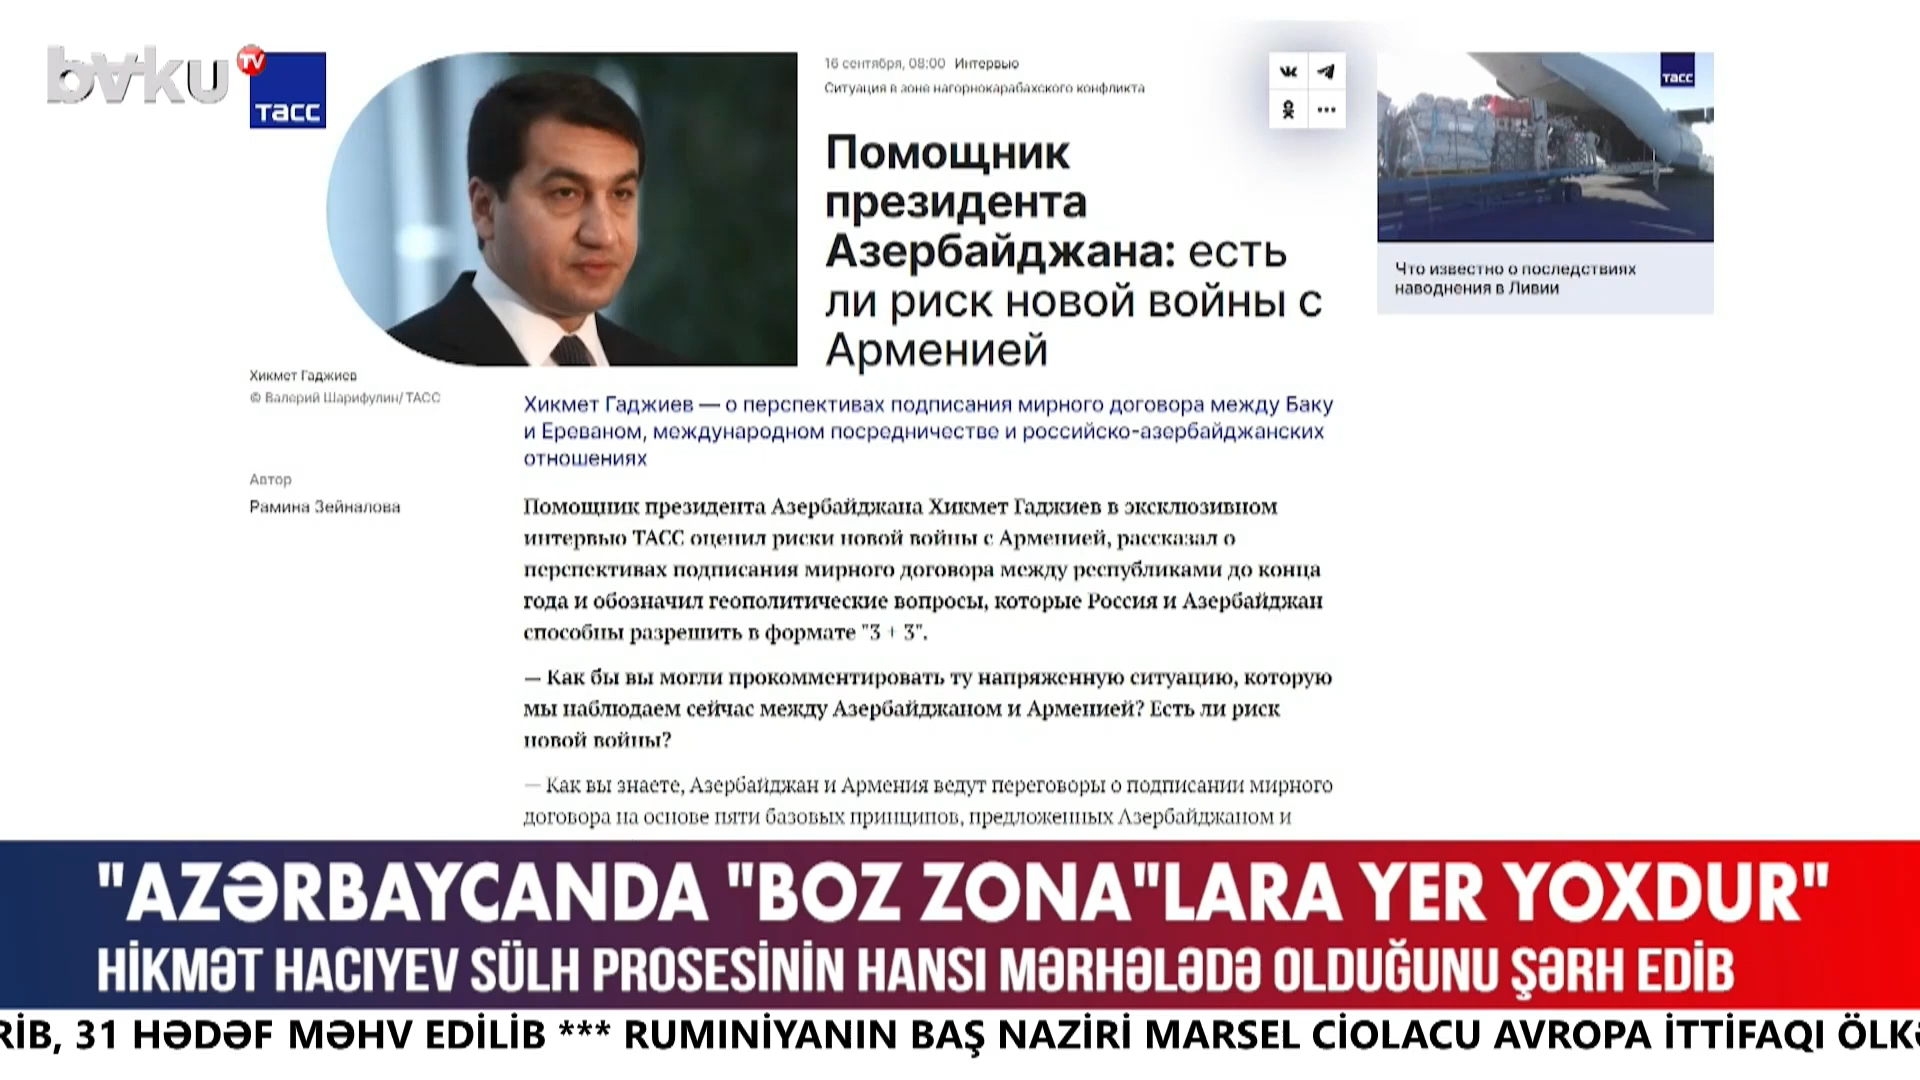 bakU TV
ТАСС
16 сентября, 08:00 Интервью
Ситуация в зоне нагорнокарабахского конфликта
Помощник
президента
Азербайджана: есть
ли риск новой войны с
Арменией
ТАСС
Что известно о последствиях
наводнения в Ливии
Хикмет Гаджиев
© Валерий Шарифулин/ ТАСС
Хикмет Гаджиев — о перспективах подписания мирного договора между Баку
и Ереваном, международном посредничестве и российско-азербайджанских
отношениях
Автор
Рамина Зейналова
Помощник президента Азербайджана Хикмет Гаджиев в эксклюзивном
интервью ТАСС оценил риски новой войны с Арменией, рассказал о
перспективах подписания мирного договора между республиками до конца
года и обозначил геополитические вопросы, которые Россия и Азербайджан
способны разрешить в формате "3 + 3".
— Как бы вы могли прокомментировать ту напряженную ситуацию, которую
мы наблюдаем сейчас между Азербайджаном и Арменией? Есть ли риск
новой войны?
— Как вы знаете, Азербайджан и Армения ведут переговоры о подписании мирного
договора на основе пяти базовых принципов, предложенных Азербайджаном и
"AZƏRBAYCANDA "BOZ ZONA"LARA YER YOXDUR"
HİKMƏT HACIYEV SÜLH PROSESİNİN HANSI MƏRHƏLƏDƏ OLDUĞUNU ŞƏRH EDİB
RİB, 31 HƏDƏF MƏHV EDİLİB *** RUMINİYANIN BAŞ NAZİRİ MARSEL CİOLACU AVROPA İTTİFAQI ÖLKƏ